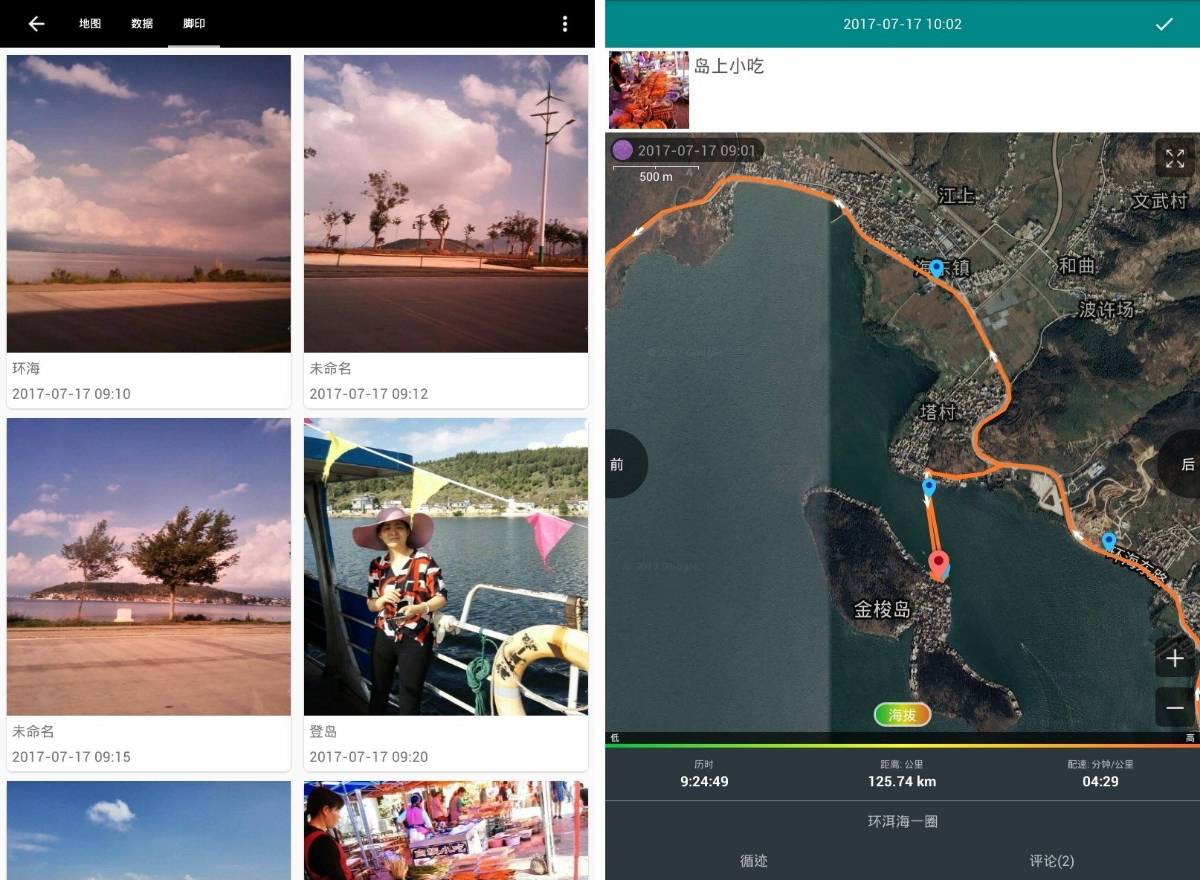 地图 数据 脚印
环海
2017-07-17 09:10
未命名
2017-07-17 09:12
未命名
2017-07-17 09:15
登岛
2017-07-17 09:20
2017-07-17 10:02
岛上小吃
2017-07-17 09:01
500 m
江上
文武村
海东镇
和曲
波许场
塔村
前
后
环海东路
金梭岛
海拔
低
高
历时
距离: 公里
配速: 分钟/公里
9:24:49
125.74 km
04:29
环洱海一圈
循迹
评论(2)